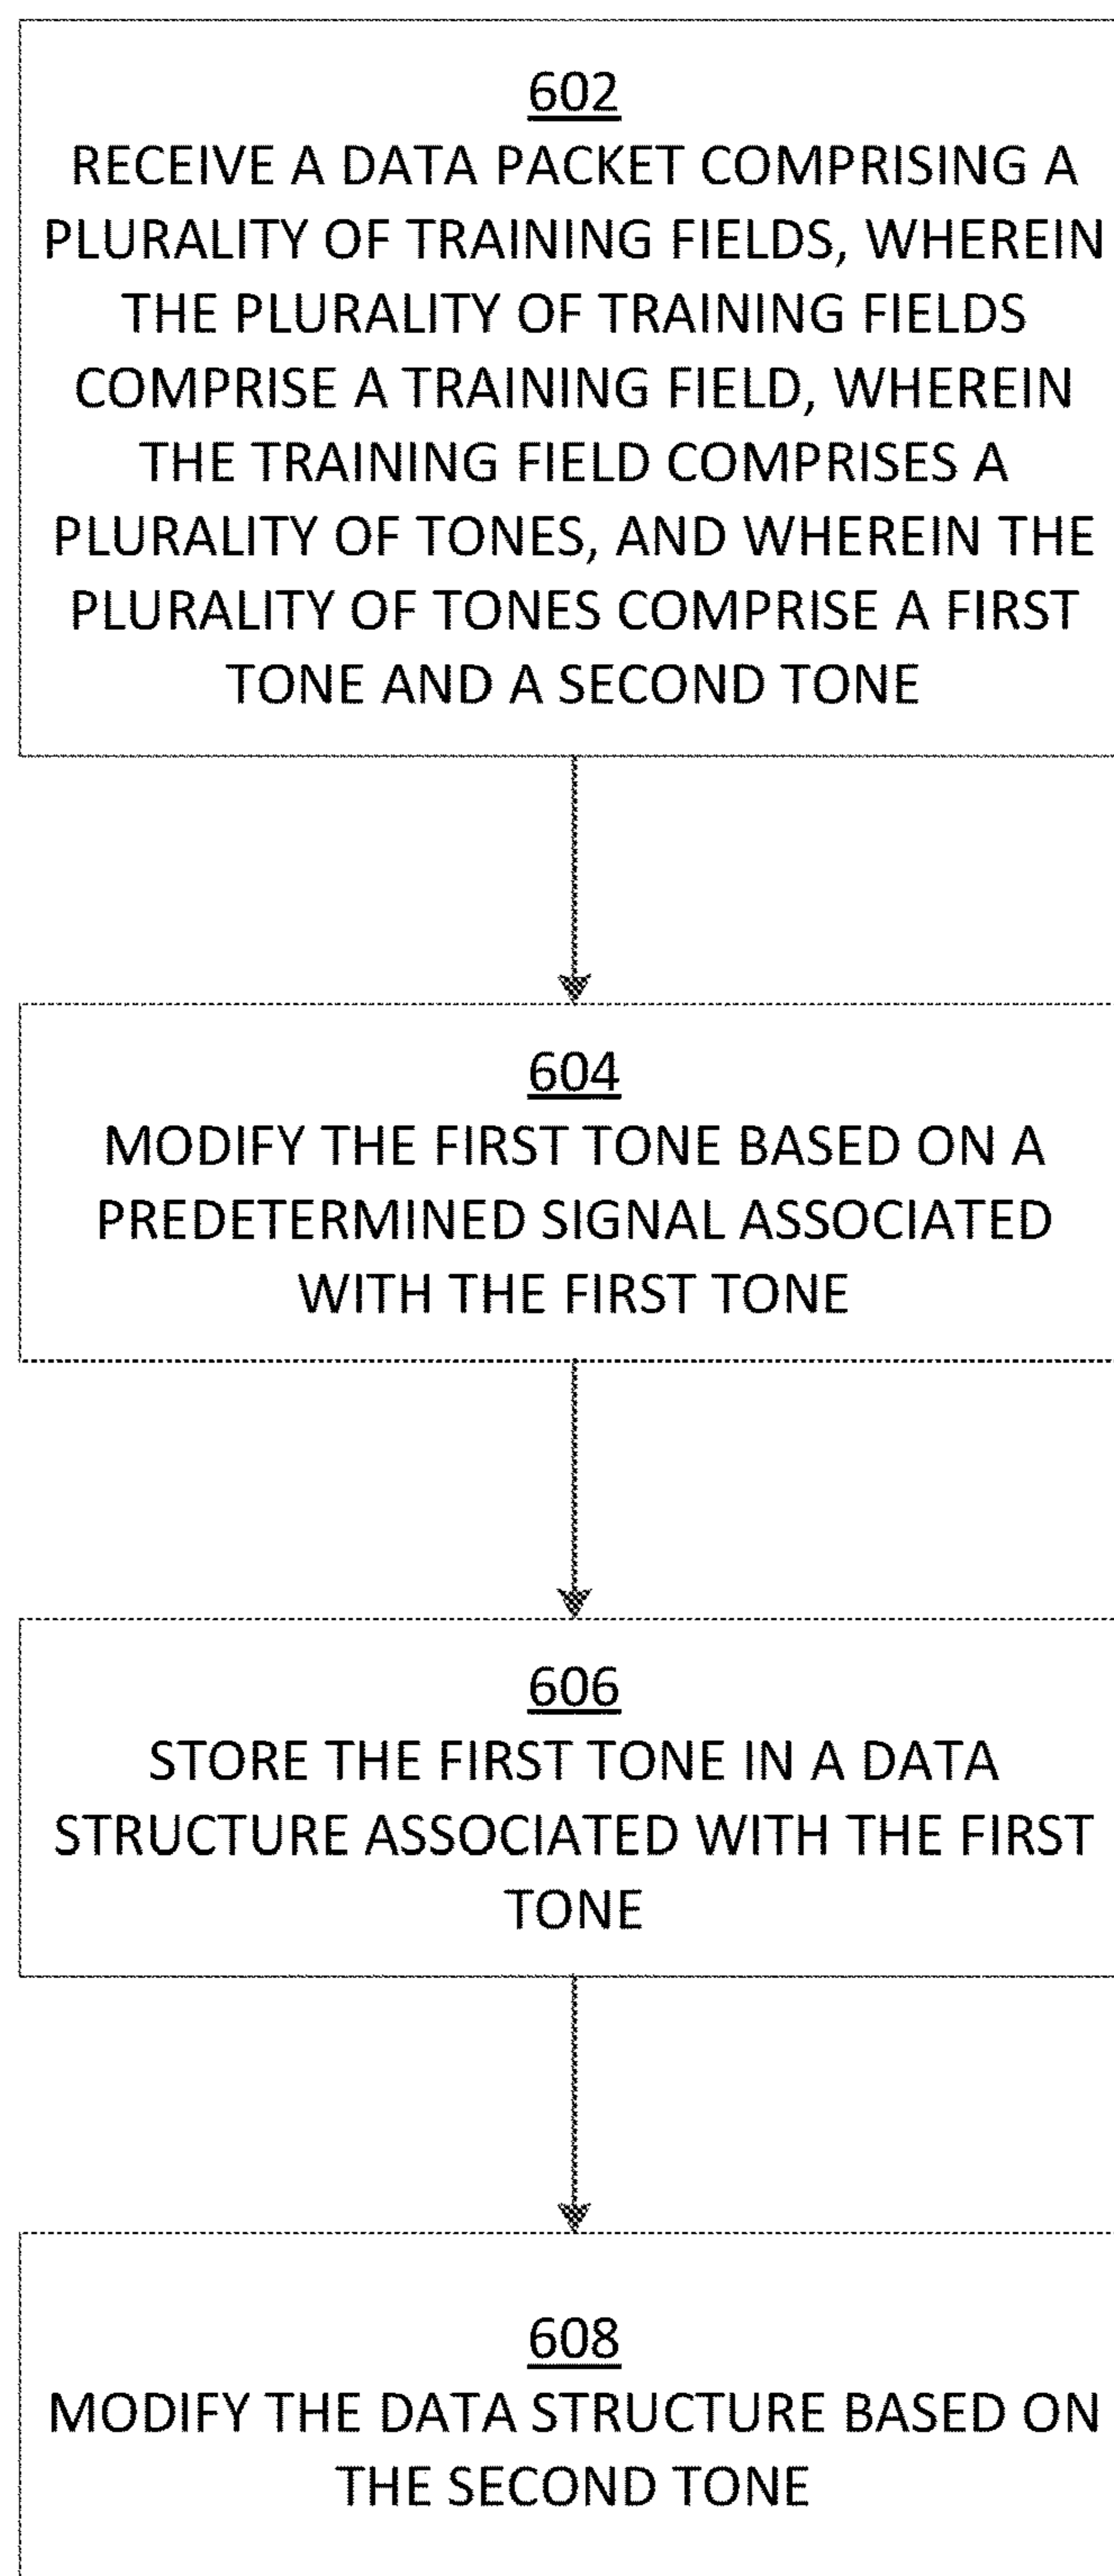 602
RECEIVE A DATA PACKET COMPRISING A
PLURALITY OF TRAINING FIELDS, WHEREIN
THE PLURALITY OF TRAINING FIELDS
COMPRISE A TRAINING FIELD, WHEREIN
THE TRAINING FIELD COMPRISES A
PLURALITY OF TONES, AND WHEREIN THE
PLURALITY OF TONES COMPRISE A FIRST
TONE AND A SECOND TONE
604
MODIFY THE FIRST TONE BASED ON A
PREDETERMINED SIGNAL ASSOCIATED
WITH THE FIRST TONE
606
STORE THE FIRST TONE IN A DATA
STRUCTURE ASSOCIATED WITH THE FIRST
TONE
608
MODIFY THE DATA STRUCTURE BASED ON
THE SECOND TONE